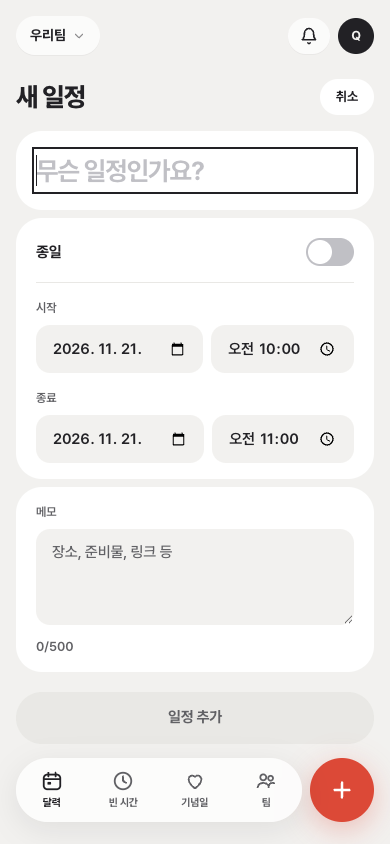 우리팀
Q
새 일정
취소
무슨 일정인가요?
종일
시작
2026. 11. 21.
오전 10:00
종료
2026. 11. 21.
오전 11:00
메모
장소, 준비물, 링크 등
0/500
일정 추가
달력
빈 시간
기념일
팀